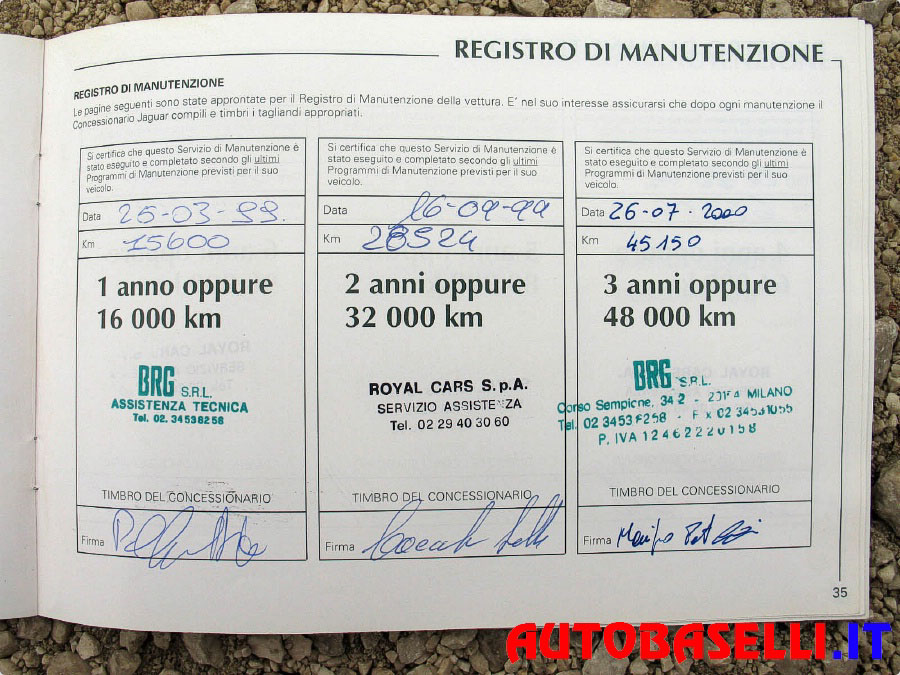 REGISTRO DI MANUTENZIONE
REGISTRO DI MANUTENZIONE
Le pagine seguenti sono state approntate per il Registro di Manutenzione della vettura. E' nel suo interesse assicurarsi che dopo ogni manutenzione il
Concessionario Jaguar compili e timbri i tagliandi appropriati.
Si certifica che questo Servizio di Manutenzione è
stato eseguito e completato secondo gli ultimi
Programmi di Manutenzione previsti per il suo
veicolo.
Data 25-03-99.
Km 15600
1 anno oppure
16 000 km
BRG S.R.L.
ASSISTENZA TECNICA
Tel. 02. 34538256
TIMBRO DEL CONCESSIONARIO
Firma
Si certifica che questo Servizio di Manutenzione è
stato eseguito e completato secondo gli ultimi
Programmi di Manutenzione previsti per il suo
veicolo.
Data 16-09-99
Km
2 anni oppure
32 000 km
ROYAL CARS S.p.A.
SERVIZIO ASSISTENZA
Tel. 02 29 40 30 60
TIMBRO DEL CONCESSIONARIO
Firma
Si certifica che questo Servizio di Manutenzione è
stato eseguito e completato secondo gli ultimi
Programmi di Manutenzione previsti per il suo
veicolo.
Data 26-07-2000
Km 45150
3 anni oppure
48 000 km
BRG S.R.L.
Corso Sempione, 342 - 20154 MILANO
Tel. 02 34538258 - F x 02 34531055
P. IVA 12462220158
TIMBRO DEL CONCESSIONARIO
Firma
35
AUTOBASELLI.IT